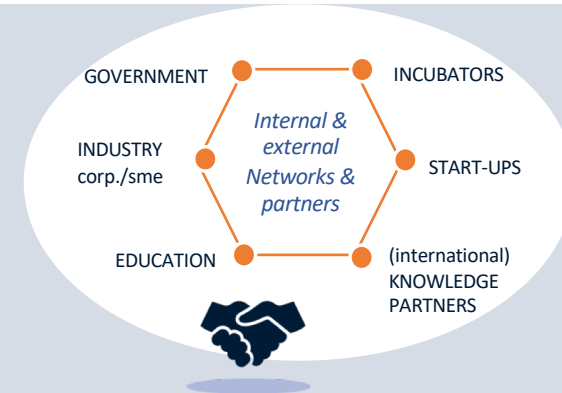 GOVERNMENT
INCUBATORS
Internal &
external
Networks &
partners
INDUSTRY
corp./sme
START-UPS
EDUCATION
(international)
KNOWLEDGE
PARTNERS